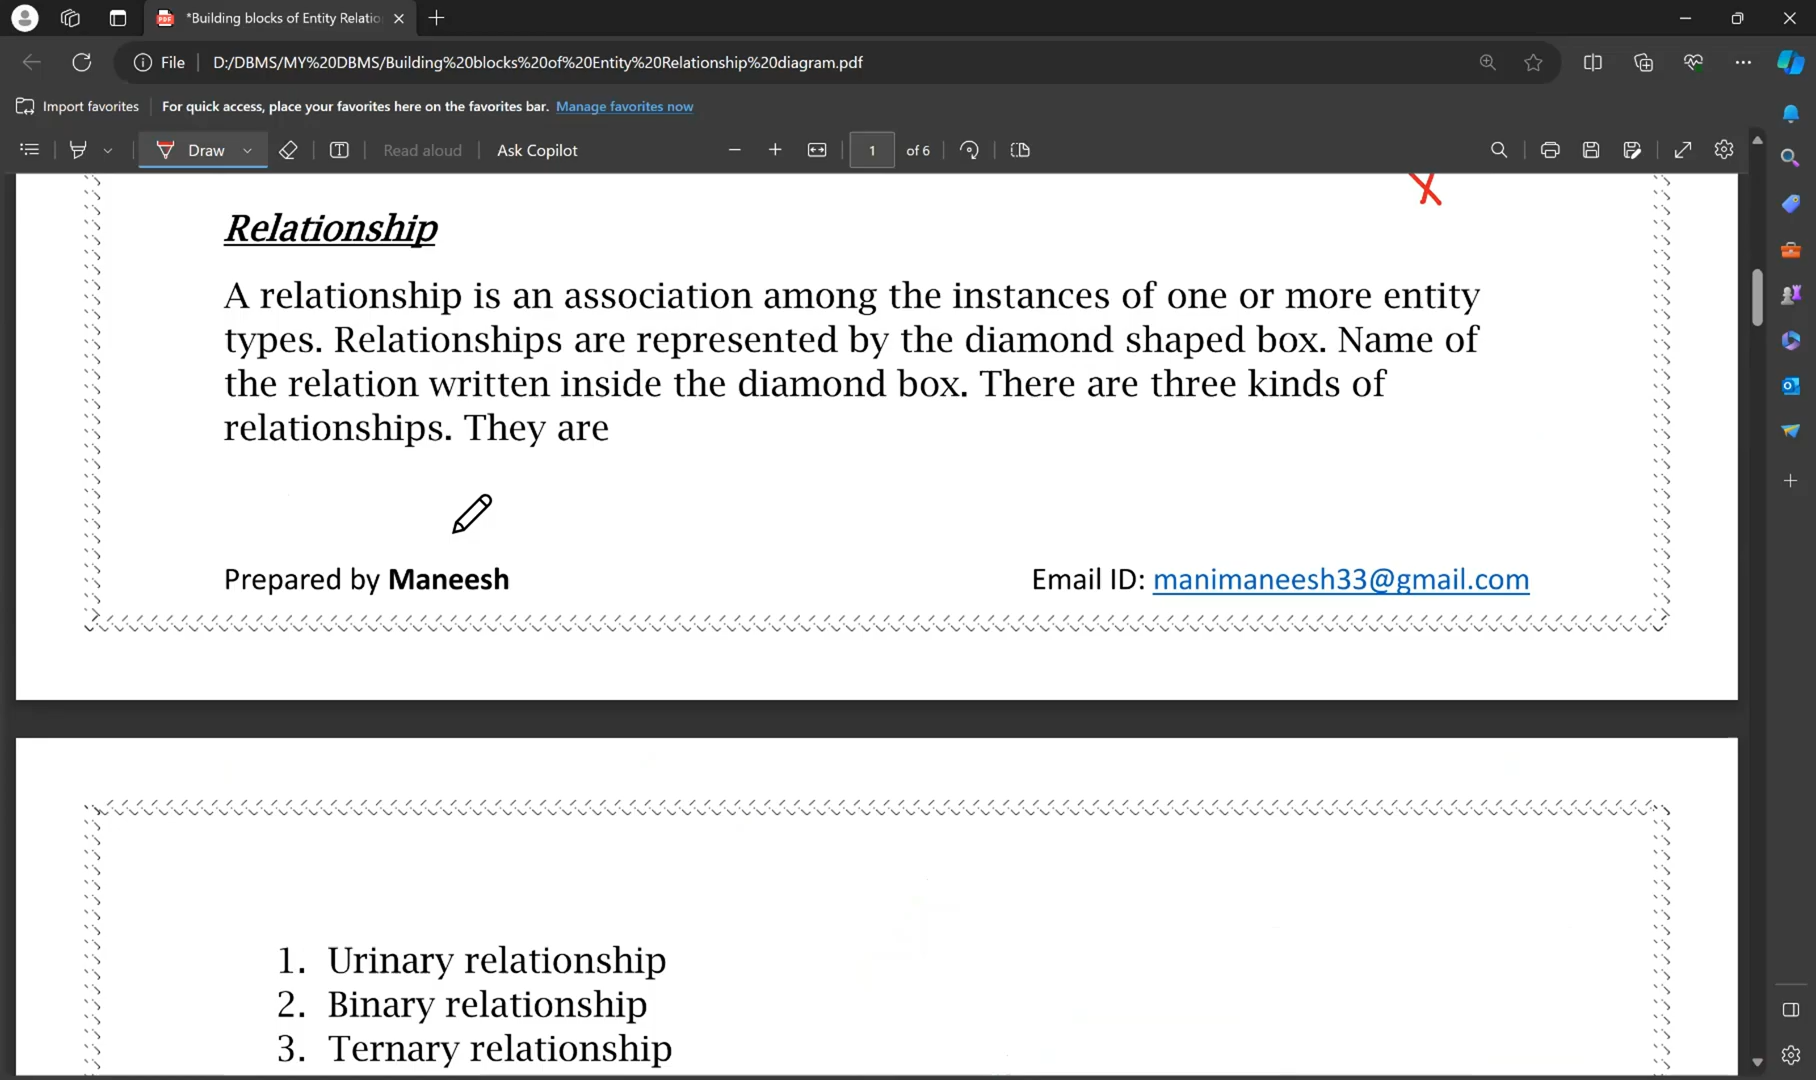 *Building blocks of Entity Relatio
File
D:/DBMS/MY%20DBMS/Building%20blocks%20of%20Entity%20Relationship%20diagram.pdf
Import favorites
For quick access, place your favorites here on the favorites bar. Manage favorites now
Draw
Read aloud
Ask Copilot
1 of 6
Relationship
A relationship is an association among the instances of one or more entity
types. Relationships are represented by the diamond shaped box. Name of
the relation written inside the diamond box. There are three kinds of
relationships. They are
Prepared by Maneesh
Email ID: manimaneesh33@gmail.com
1. Urinary relationship
2. Binary relationship
3. Ternary relationship